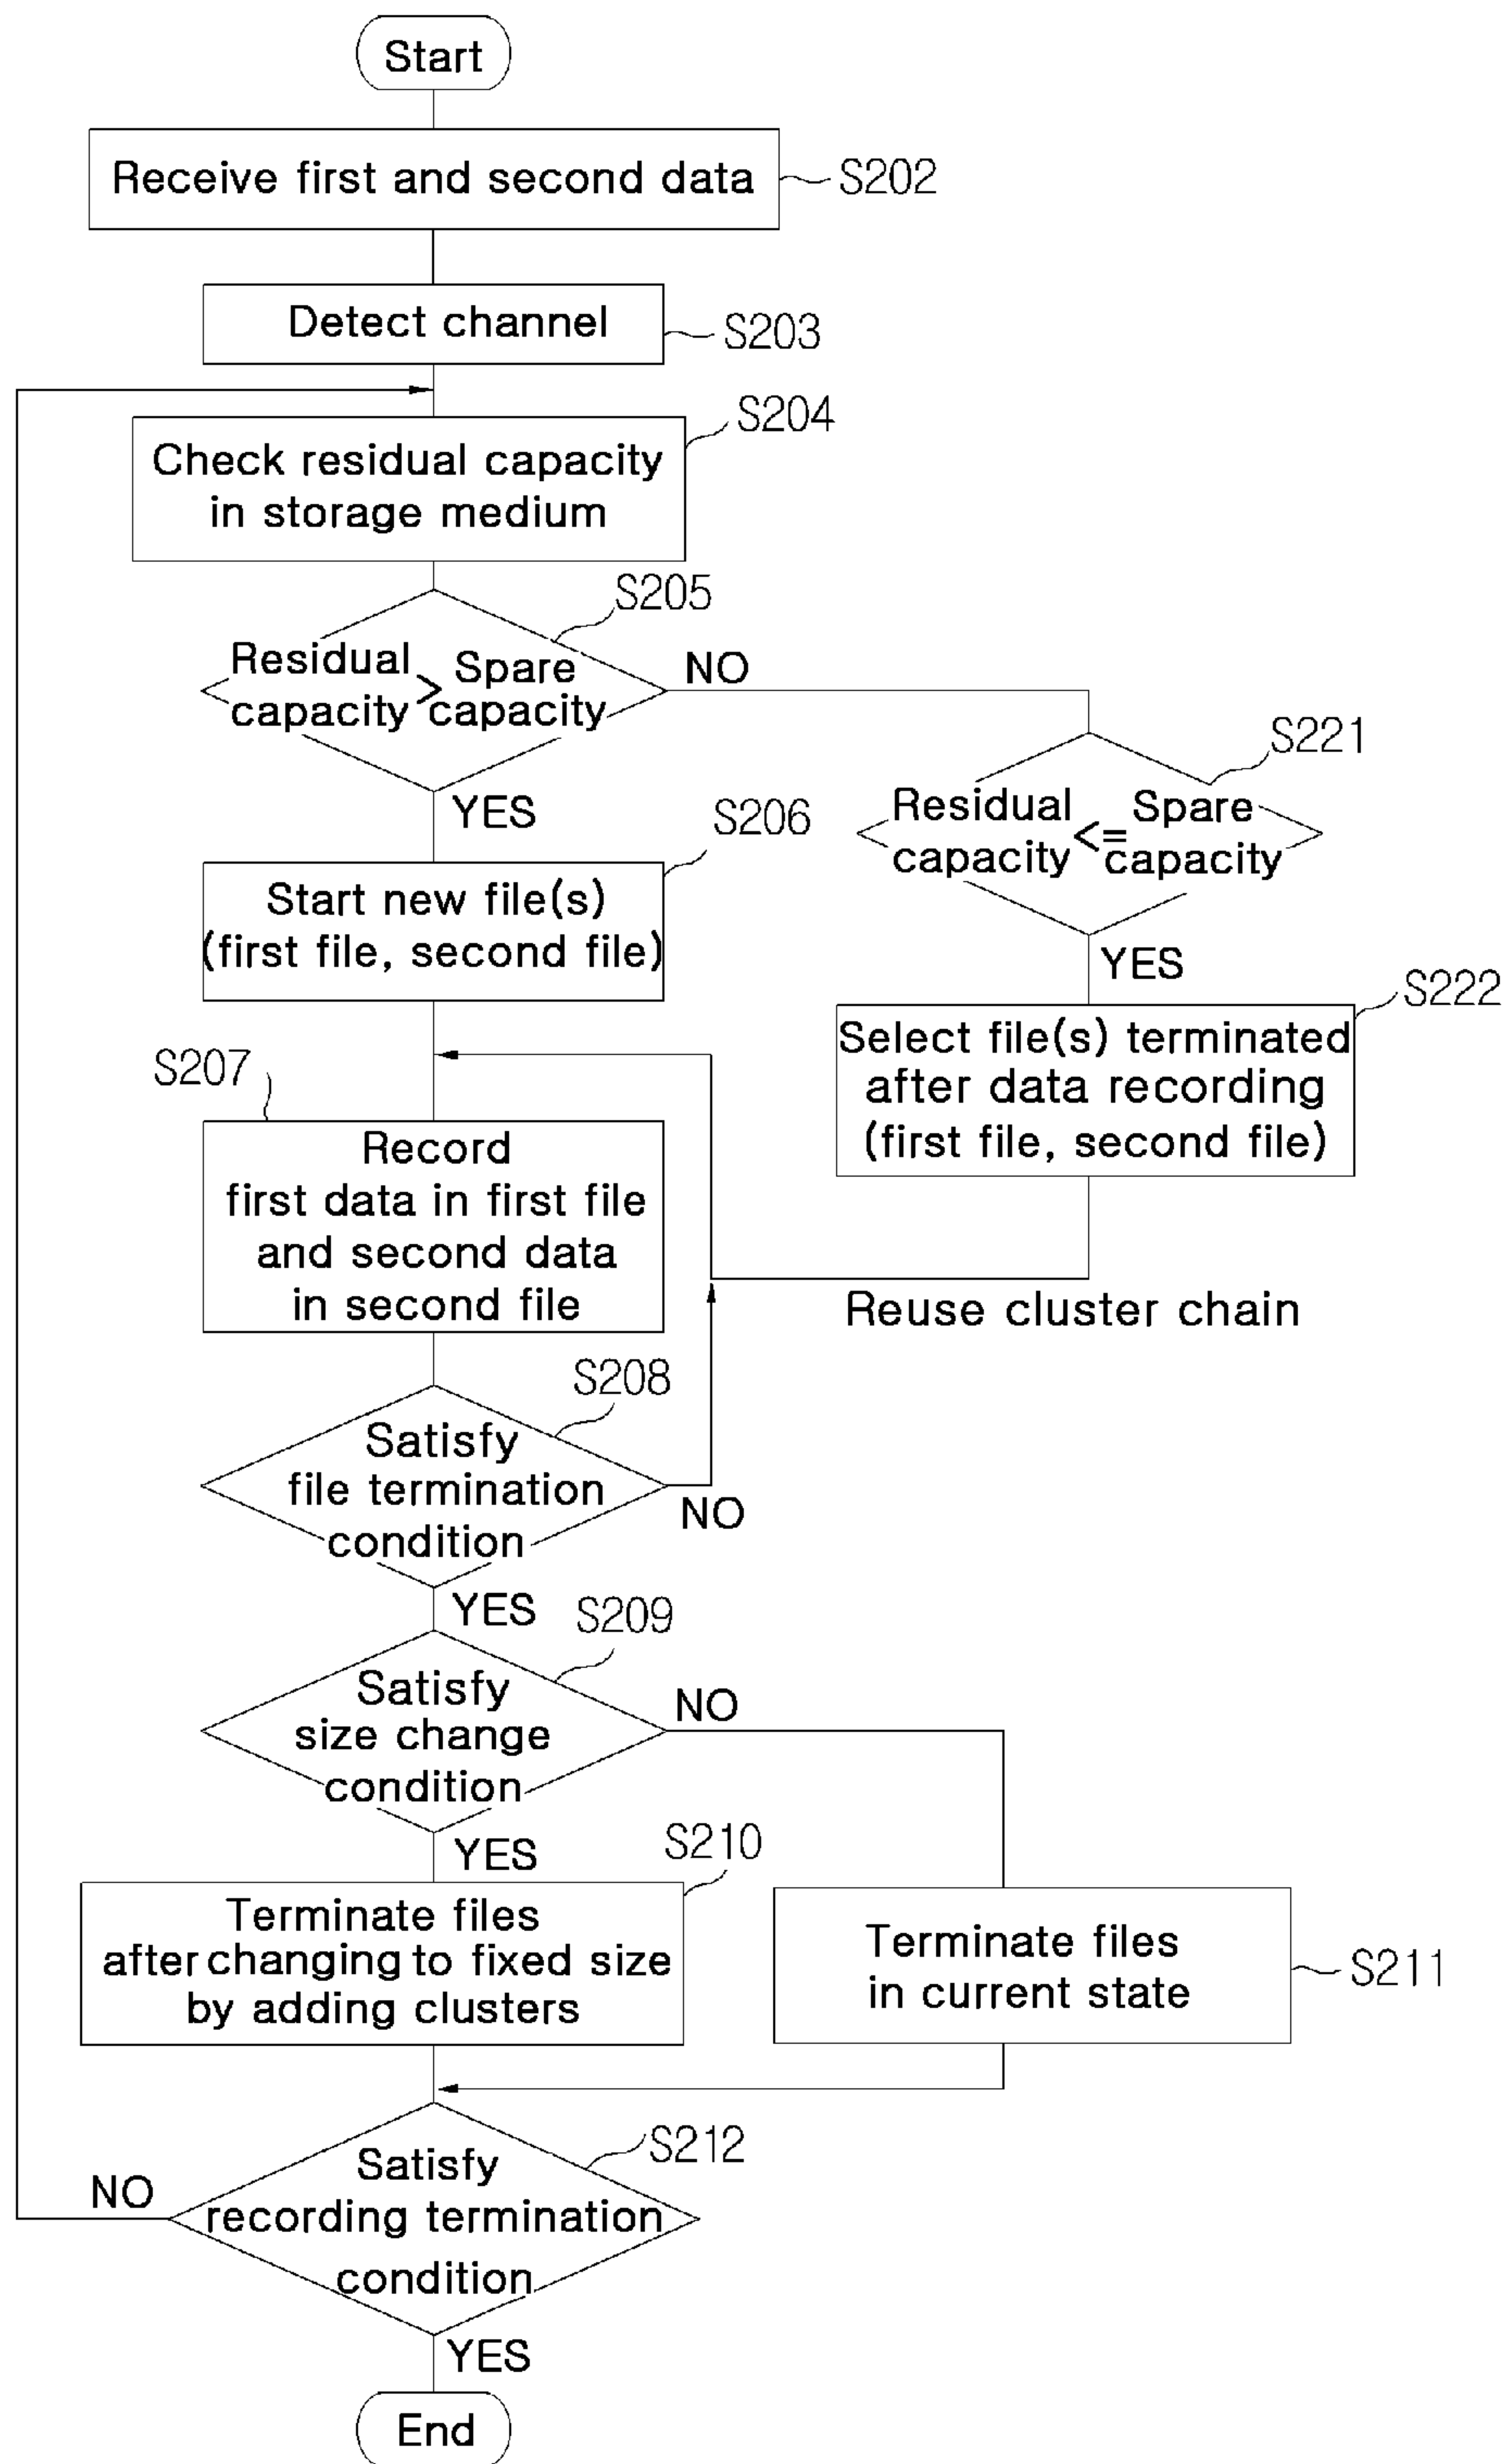 Start
Receive first and second data
S202
Detect channel
S203
S204
Check residual capacity
in storage medium
S205
Residual
capacity
>
Spare
capacity
NO
YES
S221
Residual
capacity
<=
Spare
capacity
YES
S206
Start new file(s)
(first file, second file)
S222
Select file(s) terminated
after data recording
(first file, second file)
S207
Record
first data in first file
and second data
in second file
Reuse cluster chain
S208
Satisfy
file termination
condition
NO
YES
S209
Satisfy
size change
condition
NO
YES
S210
Terminate files
after changing to fixed size
by adding clusters
Terminate files
in current state
S211
S212
Satisfy
recording termination
condition
NO
YES
End